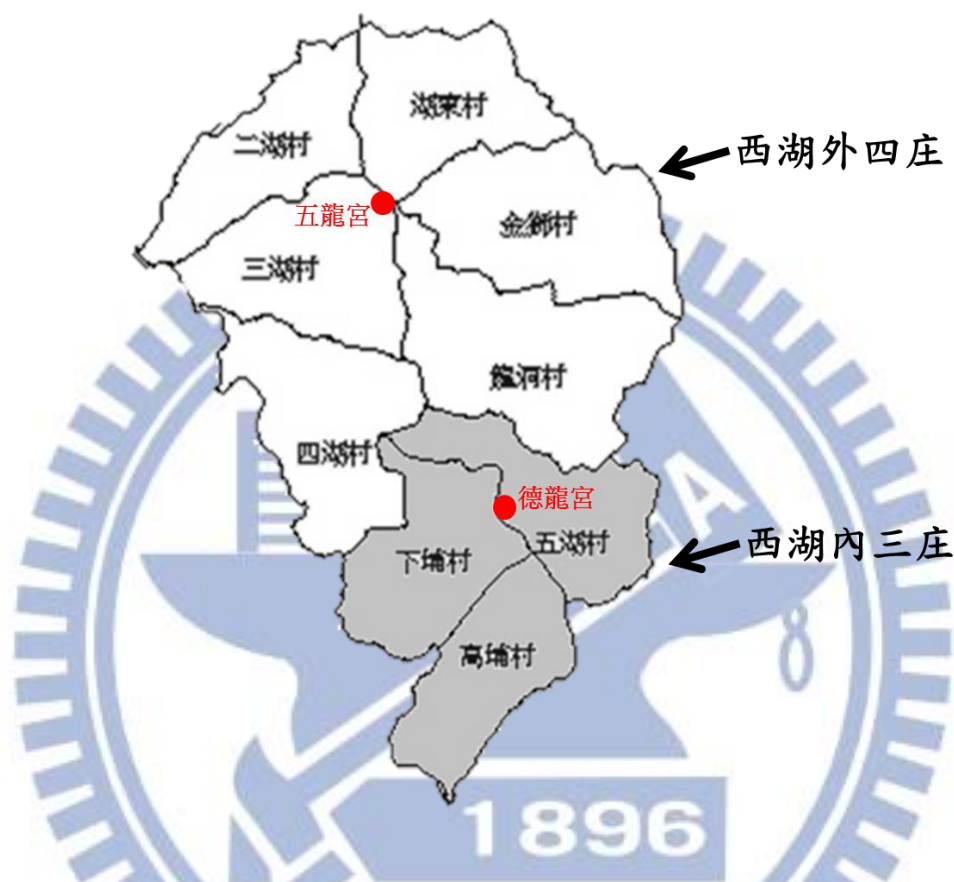 湖東村
二湖村
西湖外四庄
五龍宮
金獅村
三湖村
龍洞村
四湖村
德龍宮
五湖村
西湖內三庄
下埔村
高埔村
1896